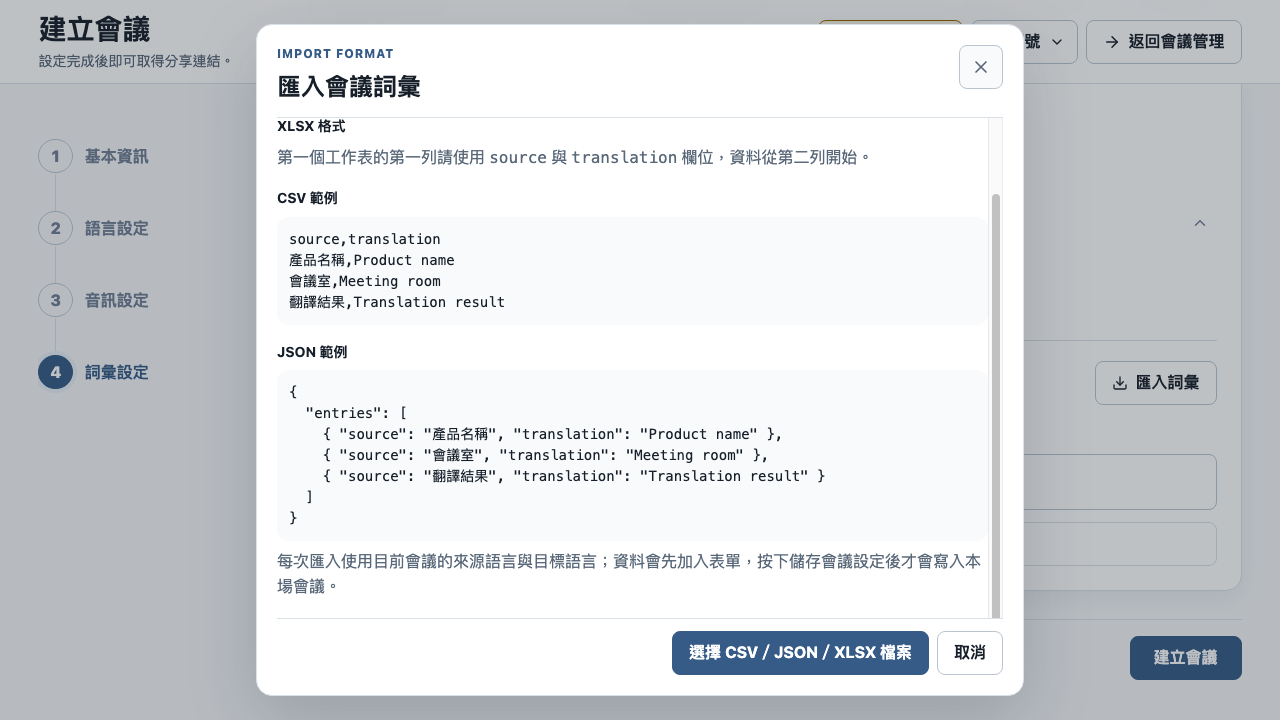 建立會議
設定完成後即可取得分享連結。
號
返回會議管理
1 基本資訊
2 語言設定
3 音訊設定
4 詞彙設定
IMPORT FORMAT
匯入會議詞彙
XLSX 格式
第一個工作表的第一列請使用 source 與 translation 欄位，資料從第二列開始。
CSV 範例
source,translation
產品名稱,Product name
會議室,Meeting room
翻譯結果,Translation result
JSON 範例
{
  "entries": [
    { "source": "產品名稱", "translation": "Product name" },
    { "source": "會議室", "translation": "Meeting room" },
    { "source": "翻譯結果", "translation": "Translation result" }
  ]
}
每次匯入使用目前會議的來源語言與目標語言；資料會先加入表單，按下儲存會議設定後才會寫入本
場會議。
選擇 CSV / JSON / XLSX 檔案
取消
匯入詞彙
建立會議